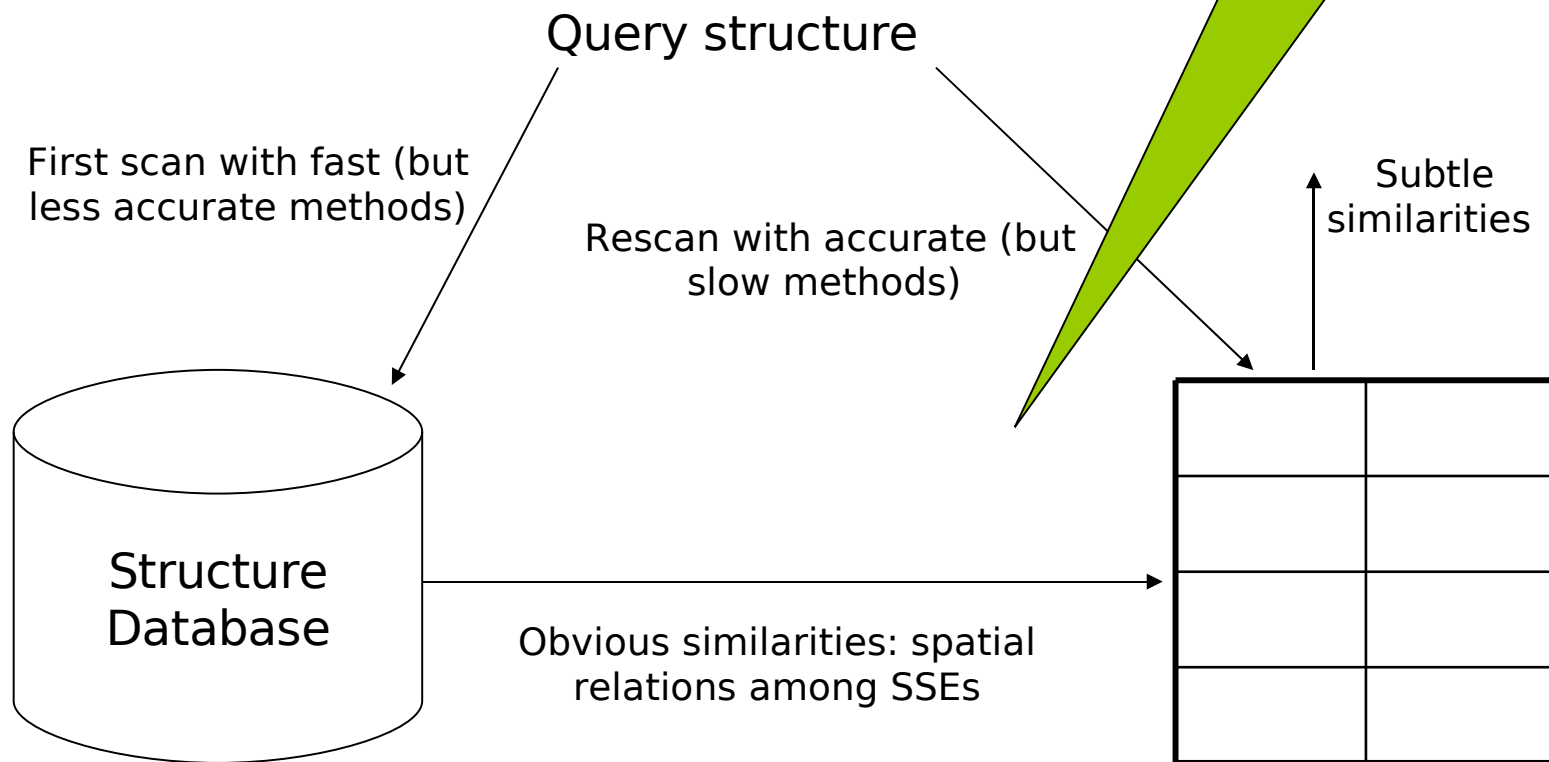 Query structure
First scan with fast (but
less accurate methods)
Subtle
similarities
Rescan with accurate (but
slow methods)
Structure
Database
Obvious similarities: spatial
relations among SSEs